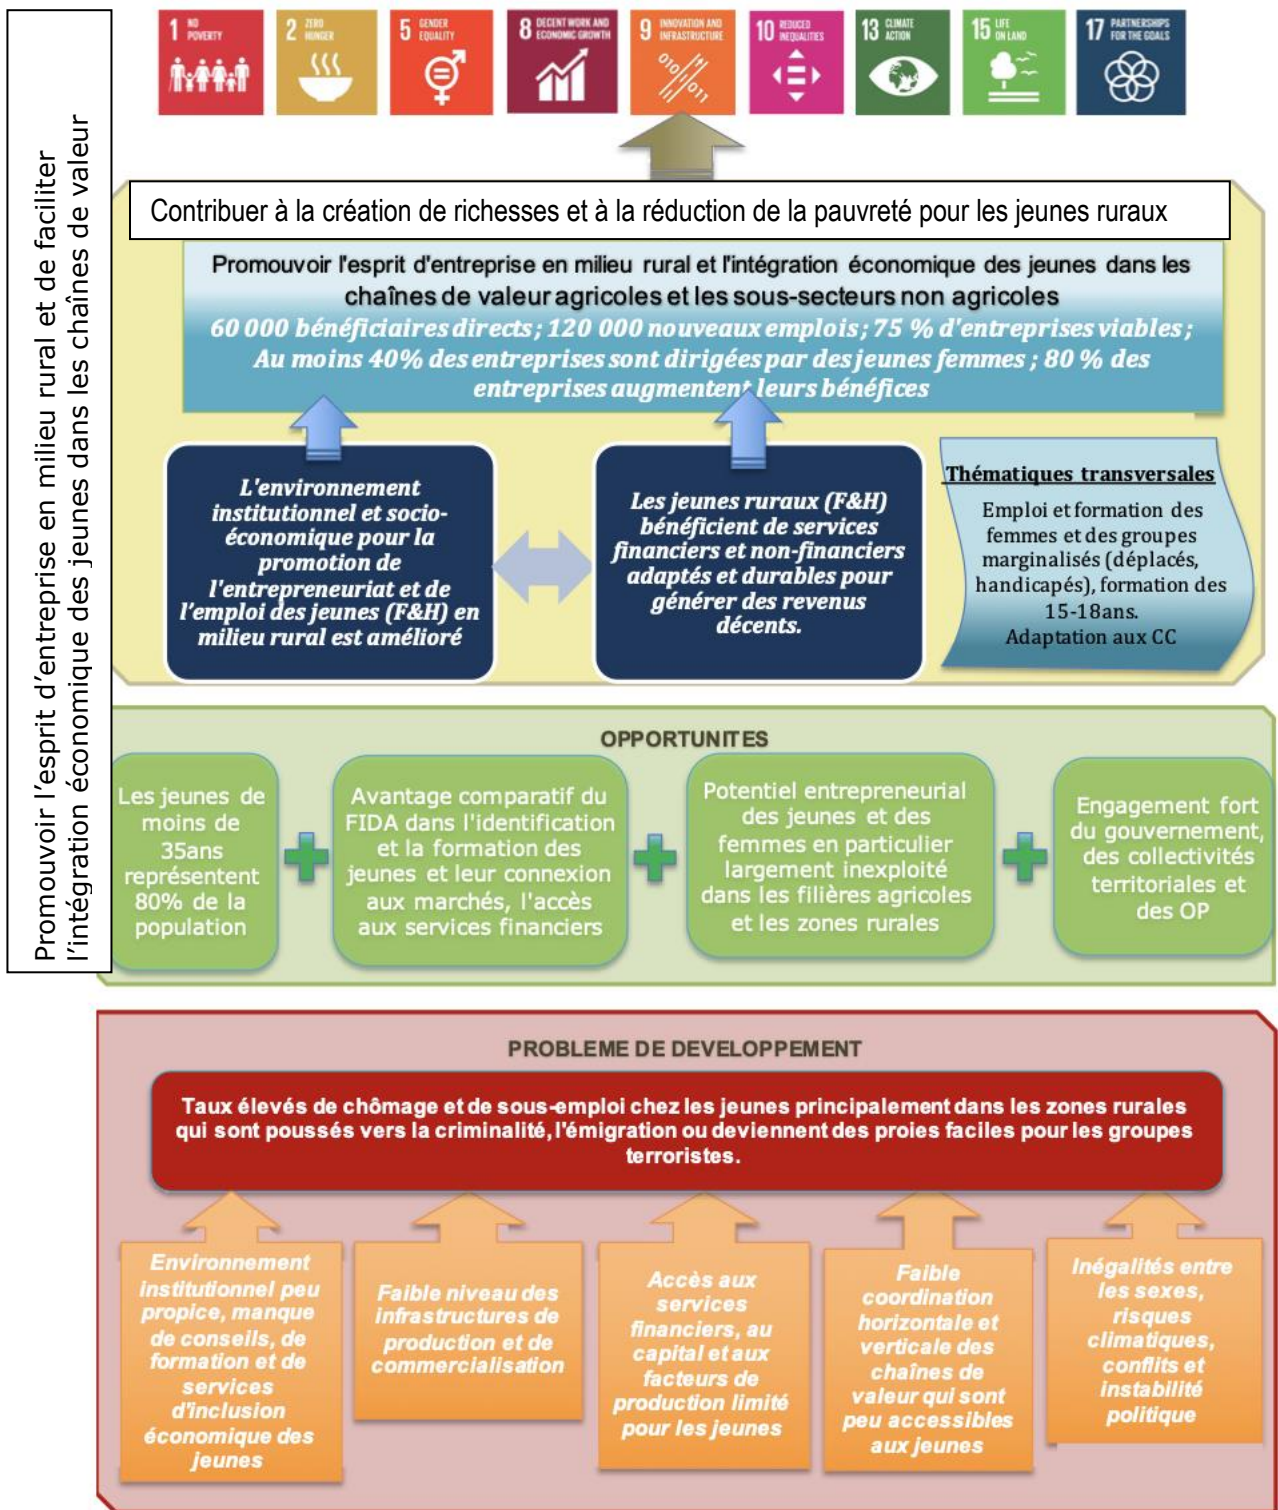 1 NO
POVERTY
2 ZERO
HUNGER
5 GENDER
EQUALITY
8 DECENT WORK AND
ECONOMIC GROWTH
9 INNOVATION AND
INFRASTRUCTURE
10 REDUCED
INEQUALITIES
13 CLIMATE
ACTION
15 LIFE
ON LAND
17 PARTNERSHIPS
FOR THE GOALS
010
011
Promouvoir l'esprit d'entreprise en milieu rural et de faciliter
l'intégration économique des jeunes dans les chaînes de valeur
Contribuer à la création de richesses et à la réduction de la pauvreté pour les jeunes ruraux
Promouvoir l'esprit d'entreprise en milieu rural et l'intégration économique des jeunes dans les
chaînes de valeur agricoles et les sous-secteurs non agricoles
60 000 bénéficiaires directs ; 120 000 nouveaux emplois ; 75 % d'entreprises viables ;
Au moins 40% des entreprises sont dirigées par des jeunes femmes ; 80 % des
entreprises augmentent leurs bénéfice
L'environnement
institutionnel et socio-
économique pour la
promotion de
l'entrepreneuriat et de
l'emploi des jeunes (F&H) en
milieu rural est amélioré
Les jeunes ruraux (F&H)
bénéficient de services
financiers et non-financiers
adaptés et durables pour
générer des revenus
décents.
Thématiques transversales
Emploi et formation des
femmes et des groupes
marginalisés (déplacés,
handicapés), formation des
15-18ans.
Adaptation aux CC
OPPORTUNITES
Les jeunes de
moins de
35ans
représentent
80% de la
population
Avantage comparatif du
FIDA dans l'identification
et la formation des
jeunes et leur connexion
aux marchés, l'accès
aux services financiers
Potentiel entrepreneurial
des jeunes et des
femmes en particulier
largement inexploité
dans les filières agricoles
et les zones rurales
Engagement fort
du gouvernement,
des collectivités
territoriales et
des OP
PROBLEME DE DEVELOPPEMENT
Taux élevés de chômage et de sous-emploi chez les jeunes principalement dans les zones rurales
qui sont poussés vers la criminalité, l'émigration ou deviennent des proies faciles pour les groupes
terroristes.
Environnement
institutionnel peu
propice, manque
de conseils, de
formation et de
services
d'inclusion
économique des
jeunes
Faible niveau des
infrastructures de
production et de
commercialisation
Accès aux
services
financiers, au
capital et aux
facteurs de
production limité
pour les jeunes
Faible
coordination
horizontale et
verticale des
chaînes de
valeur qui sont
peu accessibles
aux jeunes
Inégalités entre
les sexes,
risques
climatiques,
conflits et
instabilité
politique